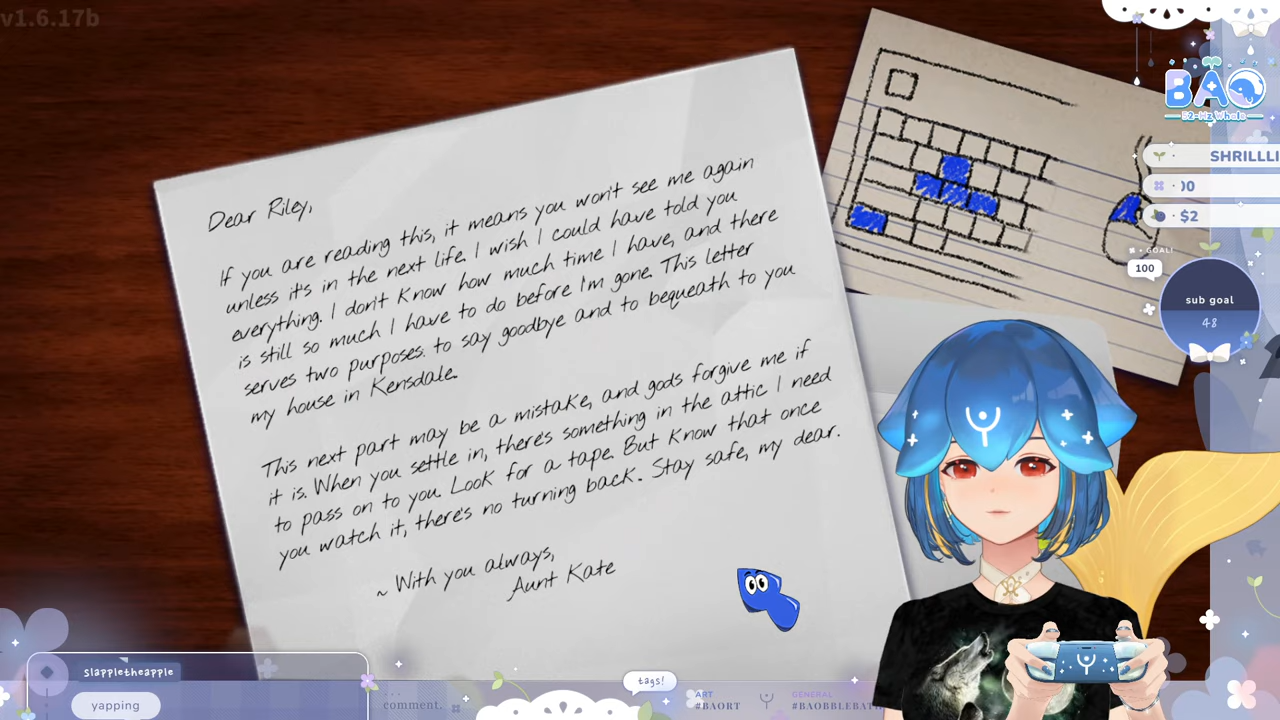 v1.6.17b
Dear Riley,
If you are reading this, it means you won't see me again
unless it's in the next life. I wish I could have told you
everything. I don't know how much time I have, and there
is still so much I have to do before I'm gone. This letter
serves two purposes: to say goodbye and to bequeath to you
my house in Kensdale.
This next part may be a mistake, and gods forgive me if
it is. When you settle in, there's something in the attic I need
to pass on to you. Look for a tape. But know that once
you watch it, there's no turning back. Stay safe, my dear.
~ With you always,
Aunt Kate
BAO
52-Hz Whale
SHRILLLI
00
$2
+ GOAL!
100
sub goal
48
slappletheapple
yapping
comment.
tags!
ART
#BAORT
GENERAL